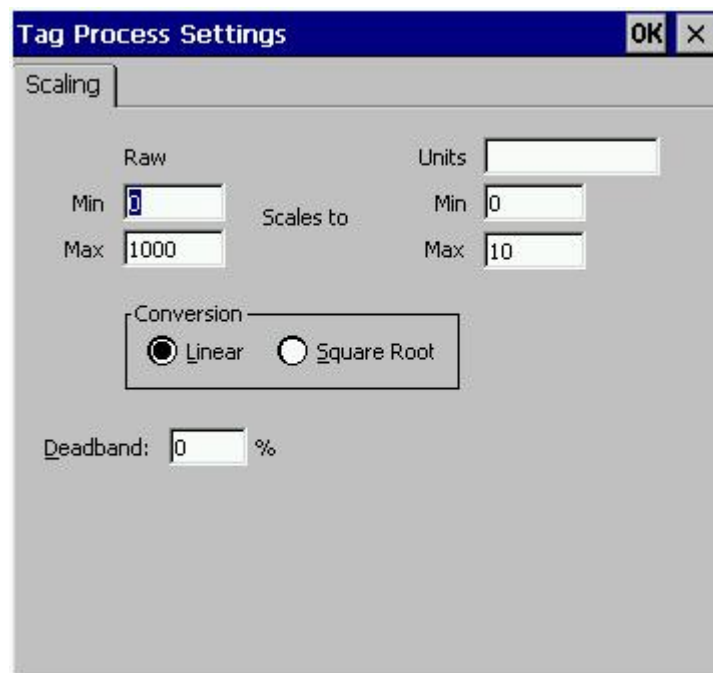 Tag Process Settings OK ×
Scaling
Raw Units
Min 0 Scales to Min 0
Max 1000 Max 10
Conversion
Linear Square Root
Deadband: 0 %